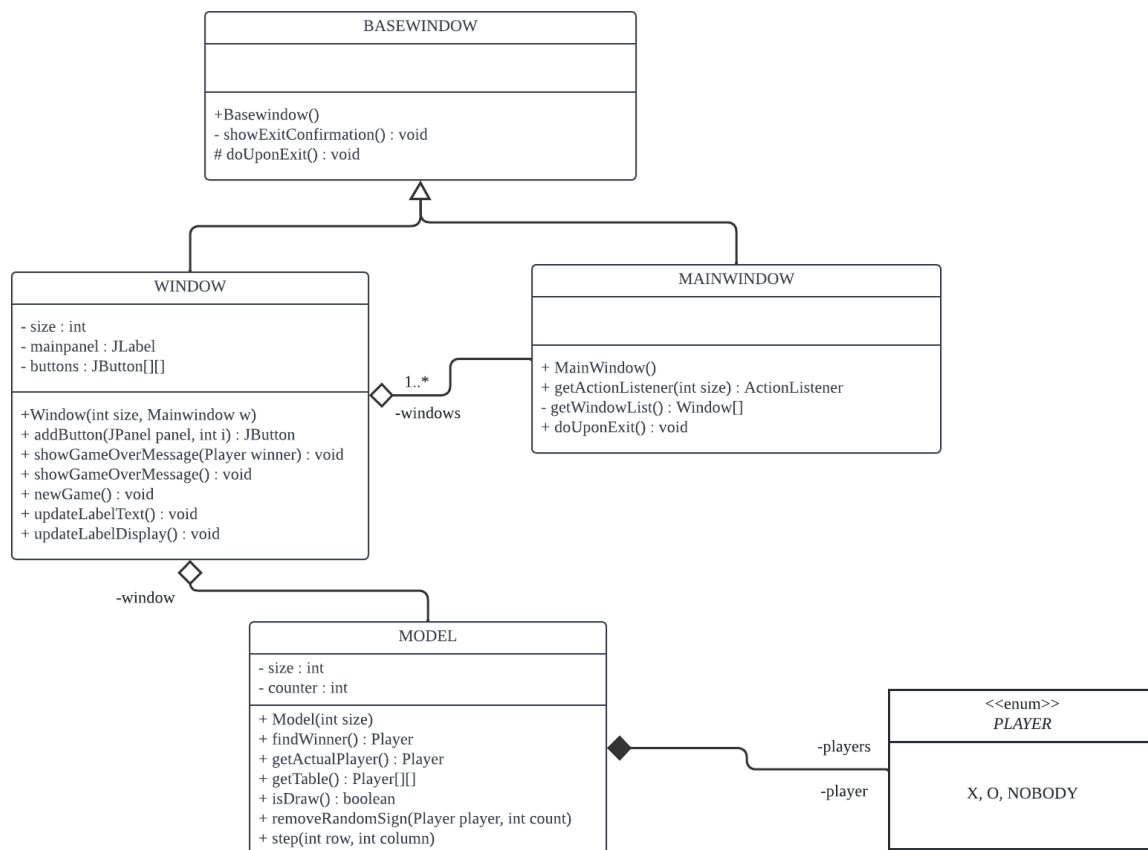 BASEWINDOW
+Basewindow()
- showExitConfirmation() : void
# doUponExit() : void
WINDOW
- size : int
- mainpanel : JLabel
- buttons : JButton[][]
+Window(int size, Mainwindow w)
+ addButton(JPanel panel, int i) : JButton
+ showGameOverMessage(Player winner) : void
+ showGameOverMessage() : void
+ newGame() : void
+ updateLabelText() : void
+ updateLabelDisplay() : void
1..*
-windows
MAINWINDOW
+ MainWindow()
+ getActionListener(int size) : ActionListener
- getWindowList() : Window[]
+ doUponExit() : void
-window
MODEL
- size : int
- counter : int
+ Model(int size)
+ findWinner() : Player
+ getActualPlayer() : Player
+ getTable() : Player[][]
+ isDraw() : boolean
+ removeRandomSign(Player player, int count)
+ step(int row, int column)
-players
-player
<<enum>>
PLAYER
X, O, NOBODY